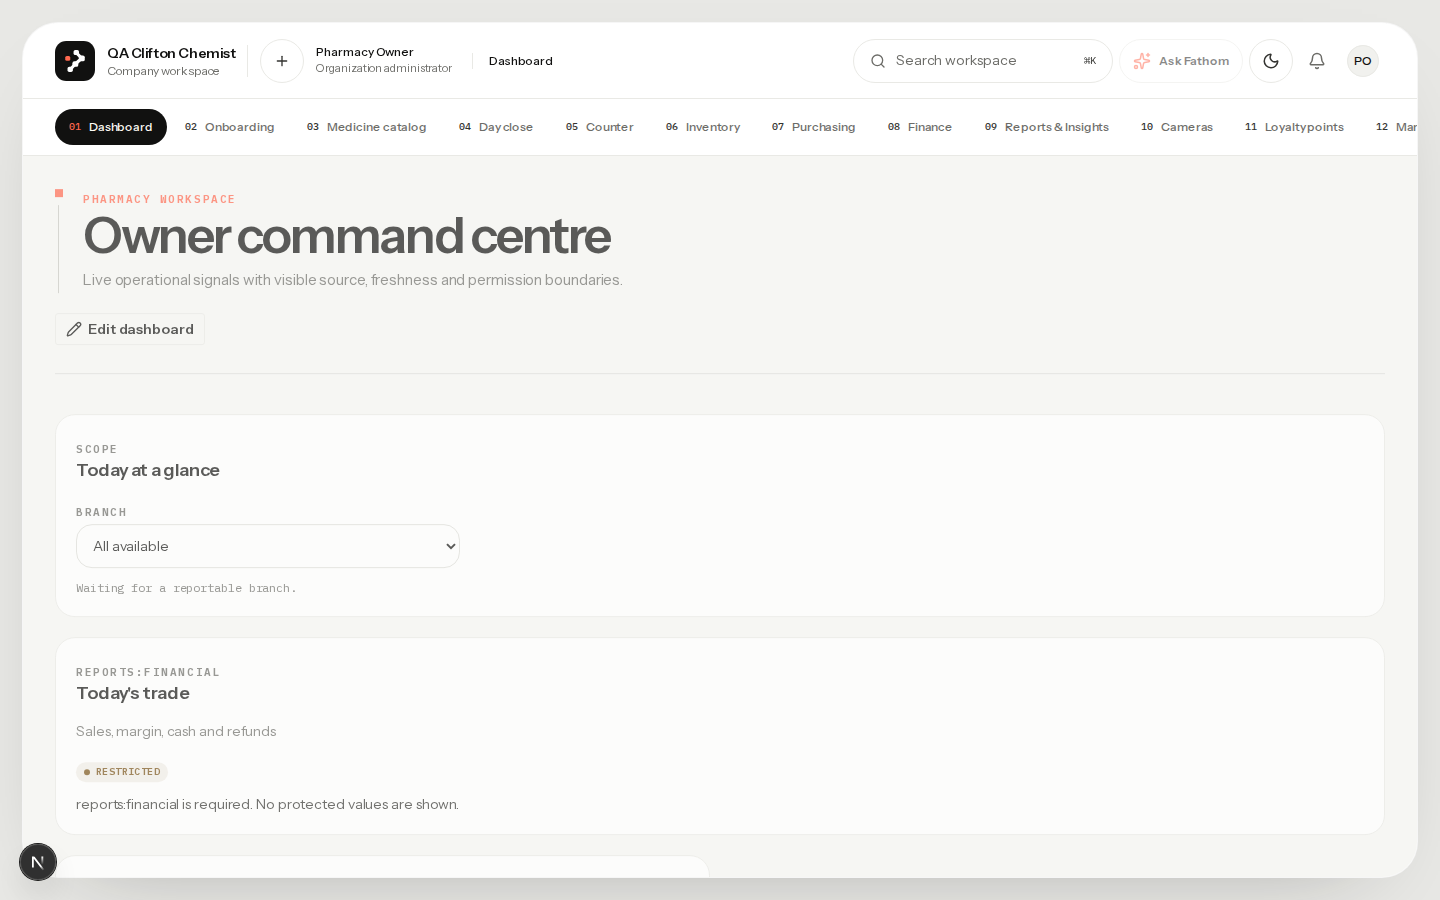 QA Clifton Chemist
Company workspace
Pharmacy Owner
Organization administrator
Dashboard
Search workspace
⌘K
Ask Fathom
PO
01 Dashboard
02 Onboarding
03 Medicine catalog
04 Day close
05 Counter
06 Inventory
07 Purchasing
08 Finance
09 Reports & Insights
10 Cameras
11 Loyalty points
12 Mar
PHARMACY WORKSPACE
Owner command centre
Live operational signals with visible source, freshness and permission boundaries.
Edit dashboard
SCOPE
Today at a glance
BRANCH
All available
Waiting for a reportable branch.
REPORTS:FINANCIAL
Today's trade
Sales, margin, cash and refunds
RESTRICTED
reports:financial is required. No protected values are shown.
N